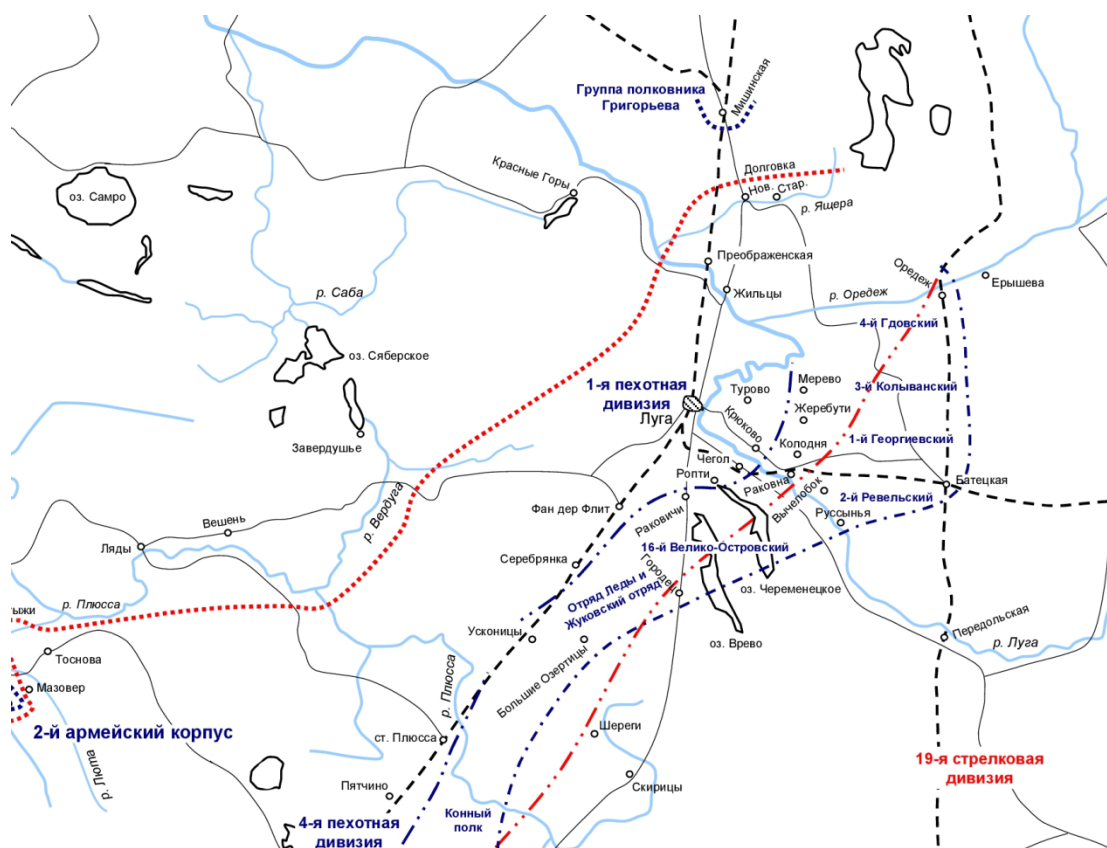 Группа полковника
Григорьева
Мишинская
Красные Горы
Долговка
Нов. Стар.
р. Ящера
оз. Самро
Преображенская
Оредеж
Ерышева
р. Саба
Жильцы
р. Оредеж
4-й Гдовский
оз. Сяберское
1-я пехотная
дивизия
Турово
Мерево
3-й Колыванский
Жеребути
Луга
Крюково
1-й Георгиевский
Завердушье
Колодня
Чегол
Ропти
Раковна
Батецкая
Вычелобок
2-й Ревельский
р. Вердуга
Фан дер Флит
Раковичи
Руссынья
Вешень
Ляды
16-й Велико-Островский
Серебрянка
Городец
оз. Череменецкое
Отряд Леды и
Жуковский отряд
тыжи
р. Плюсса
Усконицы
оз. Врево
Передольская
р. Луга
Тоснова
Большие Озертицы
Мазовер
р. Плюсса
2-й армейский корпус
ст. Плюсса
Шереги
р. Люта
19-я стрелковая
дивизия
Скирицы
Пятчино
4-я пехотная
дивизия
Конный
полк